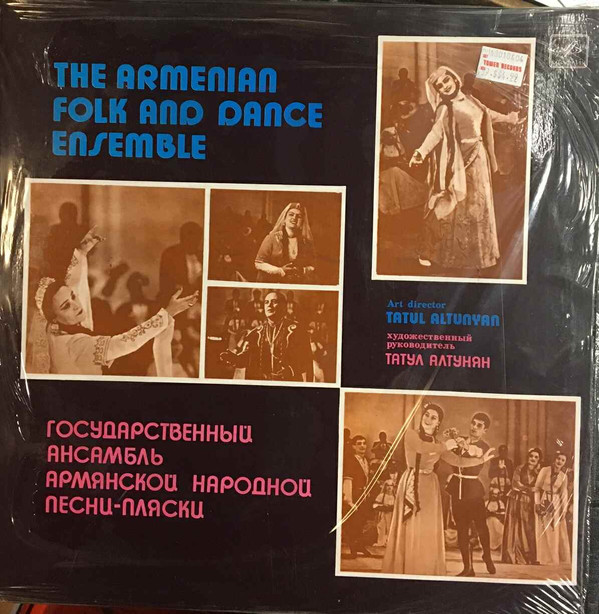 THE ARMENIAN
FOLK AND DANCE
ENSEMBLE
TOWER RECORDS
Art director
TATUL ALTUNYAN
художественный
руководитель
ТАТУЛ АЛТУНЯН
ГОСУДАРСТВЕННЫЙ
АНСАМБЛЬ
АРМЯНСКОЙ НАРОДНОЙ
ПЕСНИ-ПЛЯСКИ